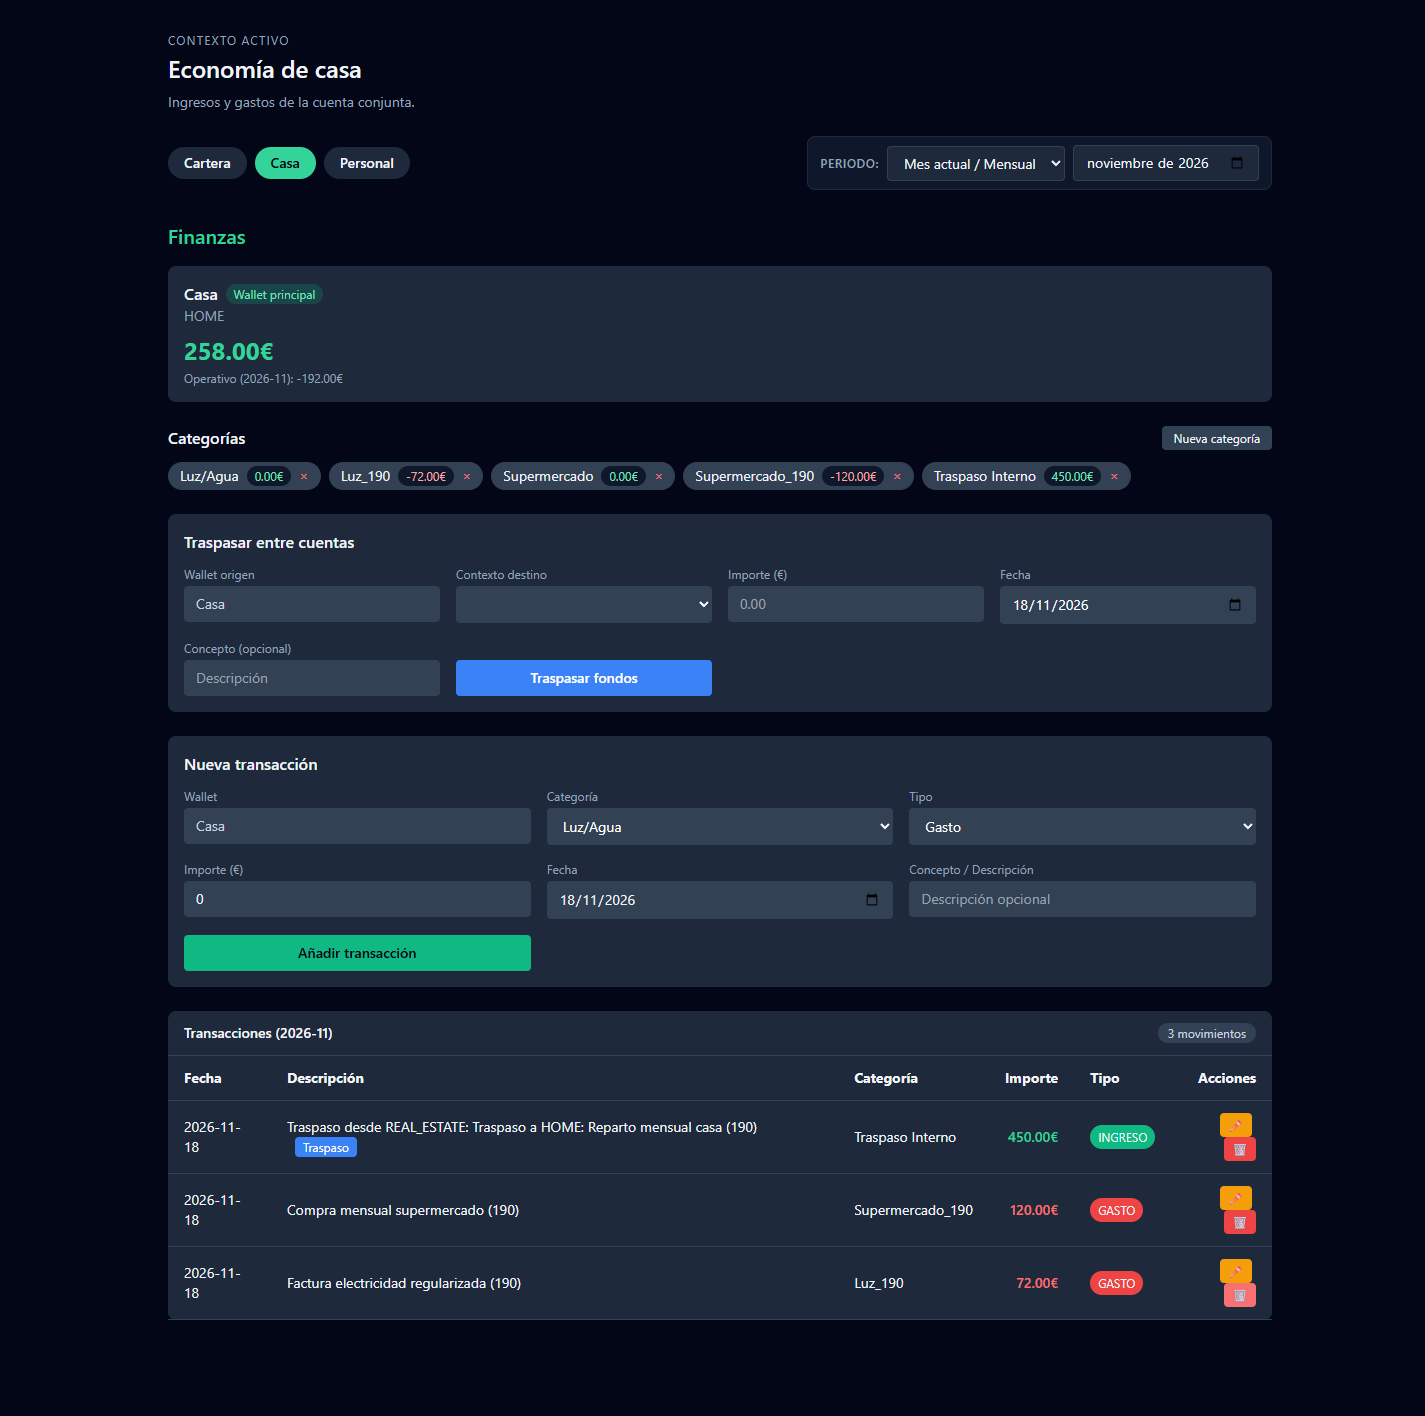 CONTEXTO ACTIVO
Economía de casa
Ingresos y gastos de la cuenta conjunta.
Cartera Casa Personal
PERIODO: Mes actual / Mensual noviembre de 2026
Finanzas
Casa Wallet principal
HOME
258.00€
Operativo (2026-11): -192.00€
Categorías Nueva categoría
Luz/Agua 0.00€ × Luz_190 -72.00€ × Supermercado 0.00€ × Supermercado_190 -120.00€ × Traspaso Interno 450.00€ ×
Traspasar entre cuentas
Wallet origen Contexto destino Importe (€) Fecha
Casa 0.00 18/11/2026
Concepto (opcional)
Descripción Traspasar fondos
Nueva transacción
Wallet Categoría Tipo
Casa Luz/Agua Gasto
Importe (€) Fecha Concepto / Descripción
0 18/11/2026 Descripción opcional
Añadir transacción
Transacciones (2026-11) 3 movimientos
Fecha Descripción Categoría Importe Tipo Acciones
2026-11-
18
Traspaso desde REAL_ESTATE: Traspaso a HOME: Reparto mensual casa (190)
Traspaso
Traspaso Interno 450.00€ INGRESO
2026-11-
18
Compra mensual supermercado (190) Supermercado_190 120.00€ GASTO
2026-11-
18
Factura electricidad regularizada (190) Luz_190 72.00€ GASTO